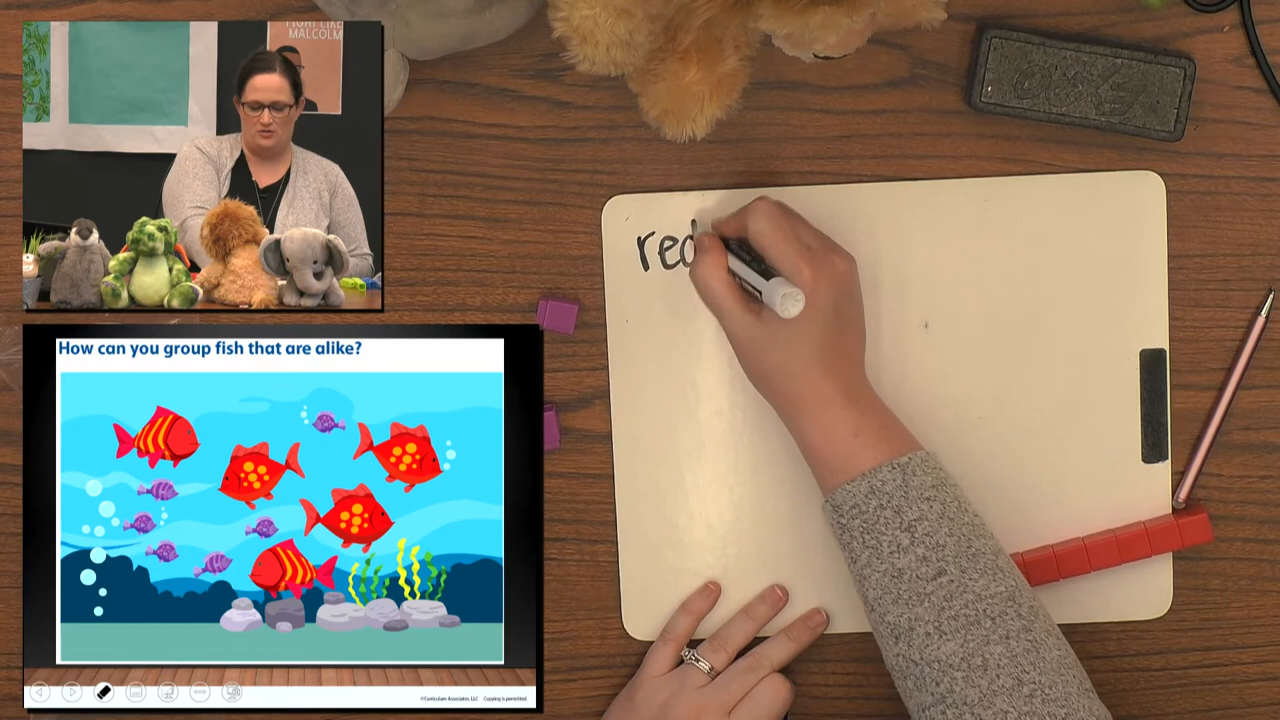 FIGHT LIKE
MALCOLM
How can you group fish that are alike?
©Curriculum Associates, LLC Copying is permitted.
red